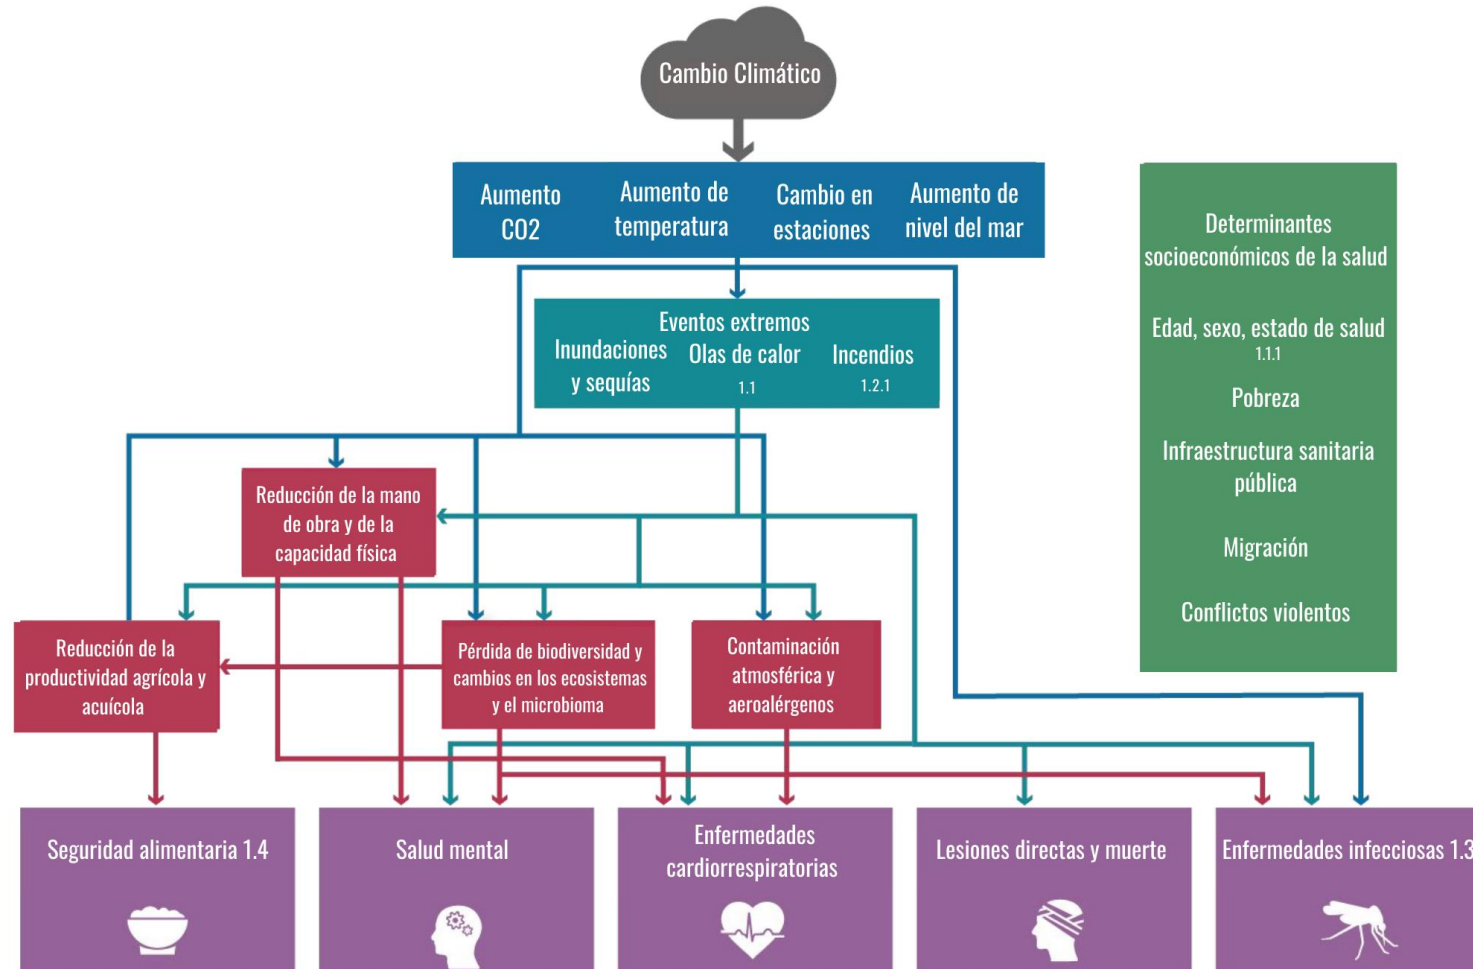 Cambio Climático
Aumento
CO2
Aumento de
temperatura
Cambio en
estaciones
Aumento de
nivel del mar
Eventos extremos
Inundaciones
y sequías
Olas de calor
1.1
Incendios
1.2.1
Determinantes
socioeconómicos de la salud
Edad, sexo, estado de salud
1.1.1
Pobreza
Infraestructura sanitaria
pública
Migración
Conflictos violentos
Reducción de la mano
de obra y de la
capacidad física
Reducción de la
productividad agrícola y
acuícola
Pérdida de biodiversidad y
cambios en los ecosistemas
y el microbioma
Contaminación
atmosférica y
aeroalérgenos
Seguridad alimentaria 1.4
Salud mental
Enfermedades
cardiorrespiratorias
Lesiones directas y muerte
Enfermedades infecciosas 1.3